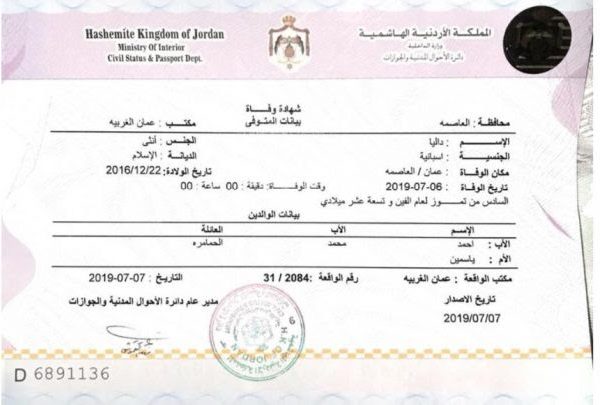 Hashemite Kingdom of Jordan
Ministry Of Interior
Civil Status & Passport Dept.
المملكة الأردنية الهاشمية
وزارة الداخلية
دائرة الأحوال المدنية والجوازات
شهادة وفاة
محافظة : العاصمه بيانات المتوفى مكتب : عمان الغربيه
الإسم : داليا الجنس : أنثى
الجنسية : اسبانية الديانة : الإسلام
مكان الوفاة : عمان / العاصمه تاريخ الولادة: 2016/12/22
تاريخ الوفاة : 2019-07-06 وقت الوفاة: دقيقة : 00 ساعة : 00
السادس من تموز لعام الفين و تسعة عشر ميلادي
بيانات الوالدين
الإسم الأب العائلة
الأب : احمد محمد الحمامره
الأم : ياسمين
مكتب الواقعة : عمان الغربيه رقم الواقعة :2084 / 31 التاريخ : 2019-07-07
تاريخ الاصدار مدير عام دائرة الأحوال المدنية والجوازات
2019/07/07
D 6891136